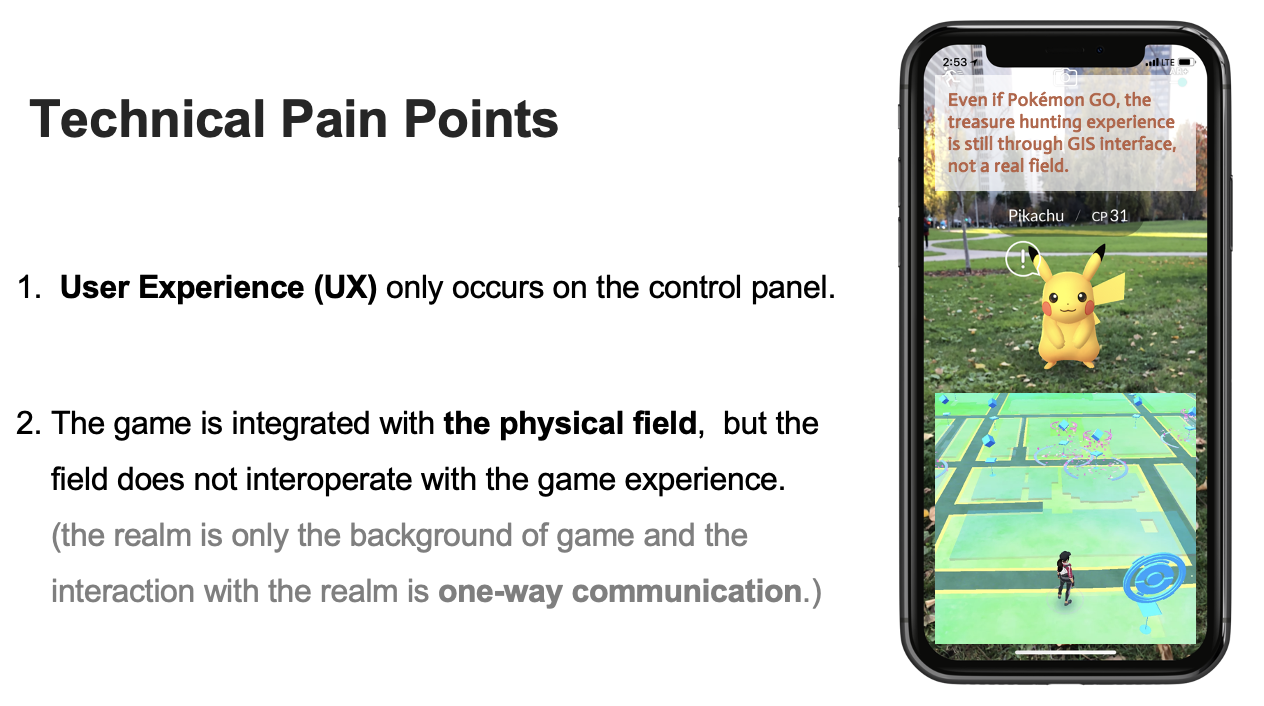 Technical Pain Points
1. User Experience (UX) only occurs on the control panel.
2. The game is integrated with the physical field, but the
field does not interoperate with the game experience.
(the realm is only the background of game and the
interaction with the realm is one-way communication.)
2:53
LTE
Even if Pokémon GO, the
treasure hunting experience
is still through GIS interface,
not a real field.
Pikachu / CP31